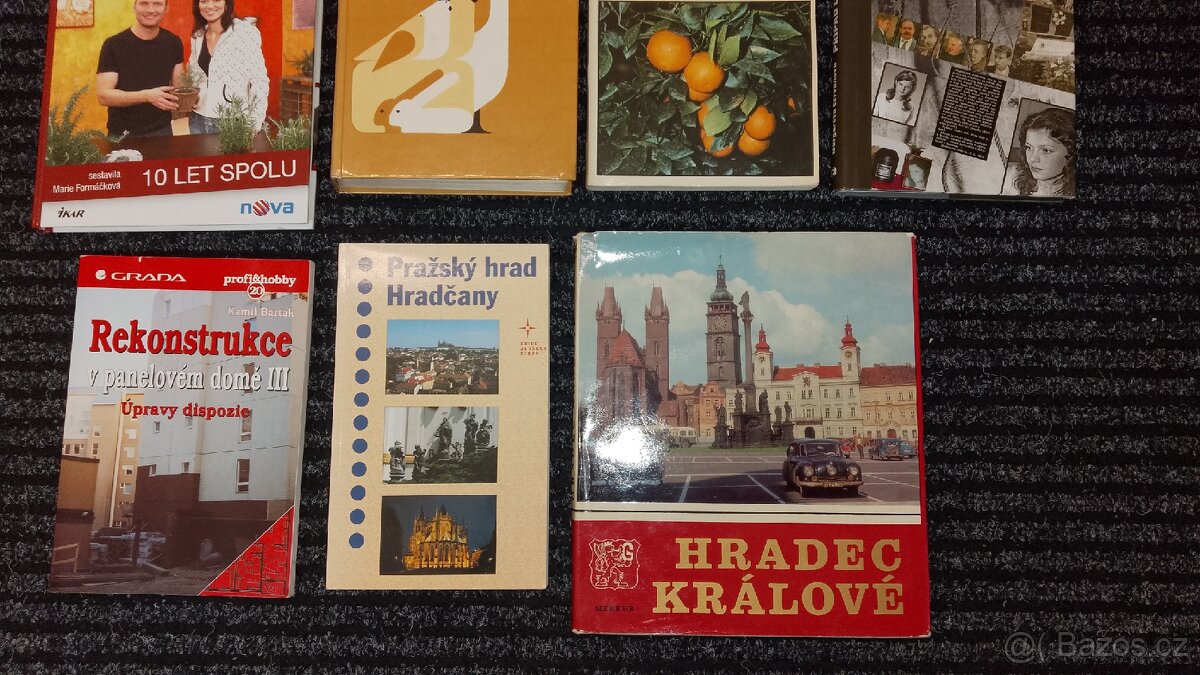 sestavila
Marie Formáčková
10 LET SPOLU
iKAR
nova
GRADA
profi&hobby
20
Kamil Barták
Rekonstrukce
v panelovém domě III
Úpravy dispozic
Pražský hrad
Hradčany
HRADEC
KRÁLOVÉ
MERKUR
Bazos.cz